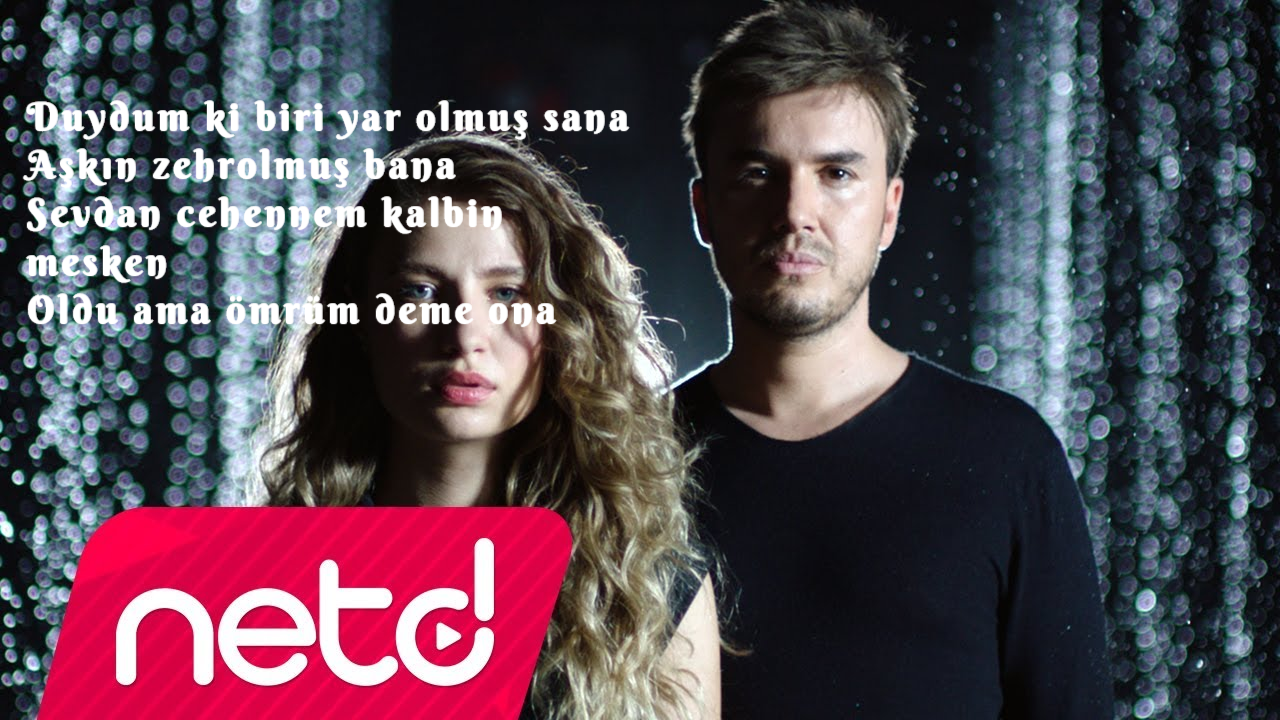 Duydum ki biri yar olmuş sana
Aşkın zehrolmuş bana
Sevdan cehennem kalbin
mesken
Oldu ama ömrüm deme ona
netd